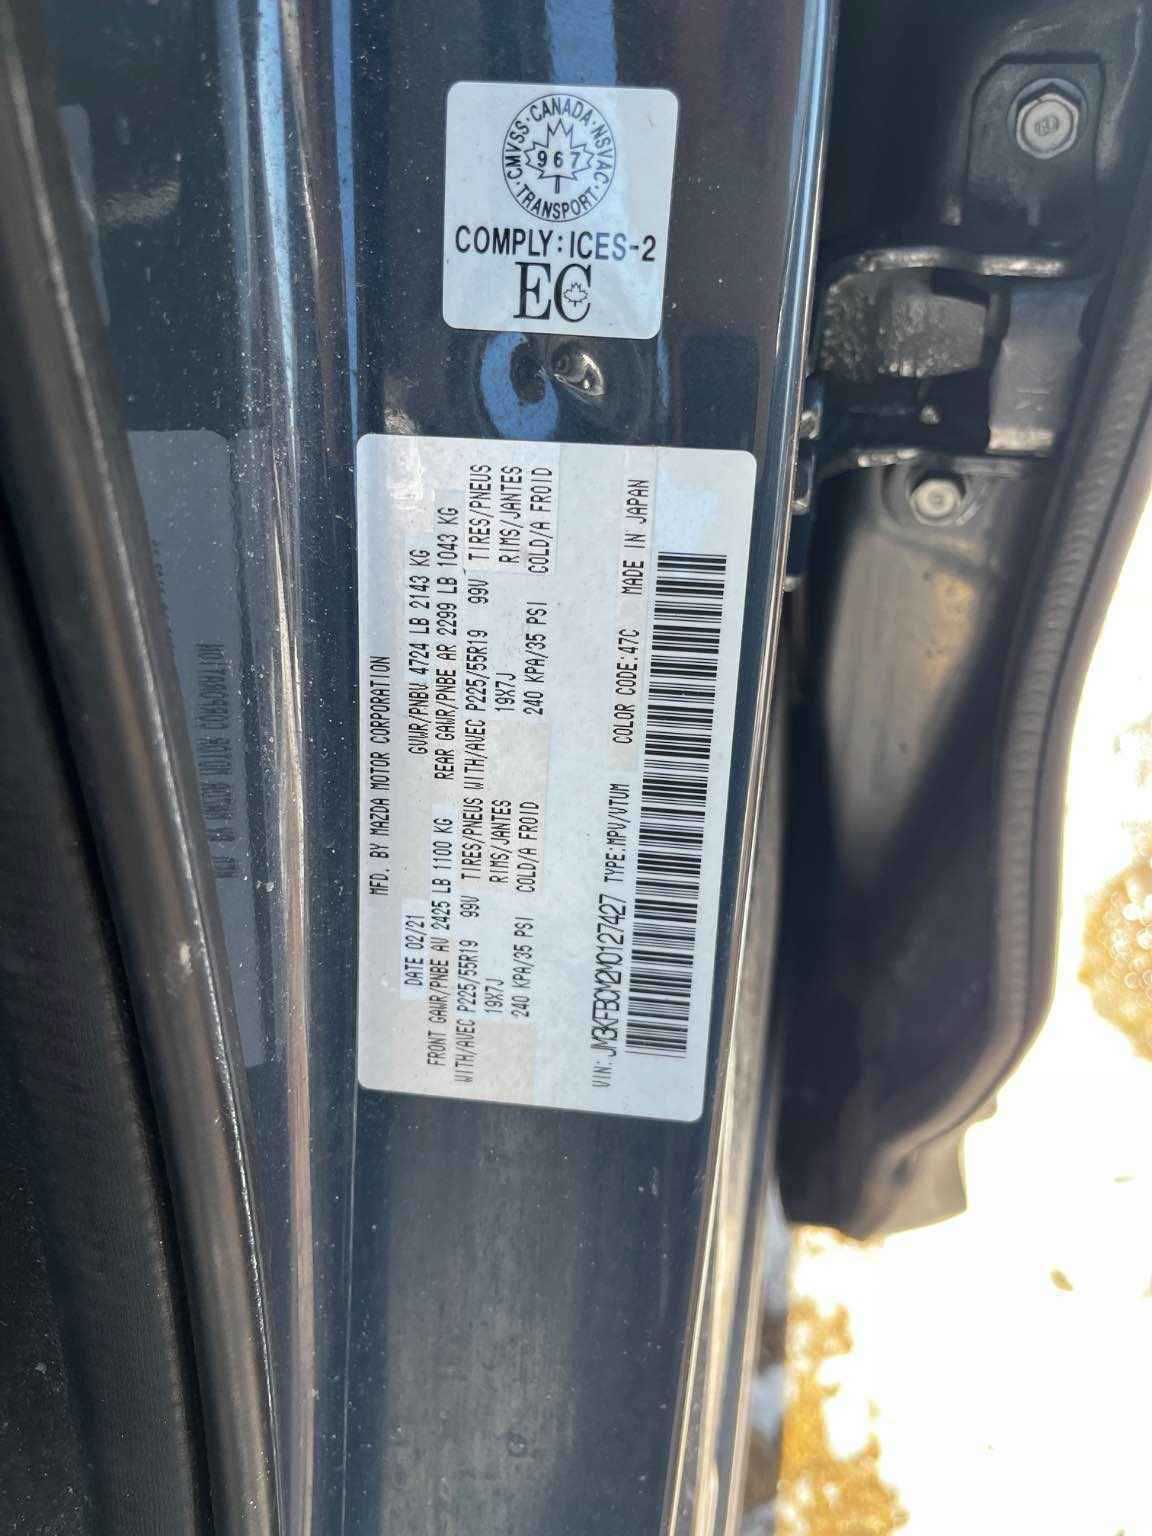 CMVSS·CANADA·NSVAC·TRANSPORT·
967
COMPLY:ICES-2
EC
MFD. BY MAZDA MOTOR CORPORATION
DATE 02/21 GVWR/PNBV 4724 LB 2143 KG
FRONT GAWR/PNBE AV 2425 LB 1100 KG REAR GAWR/PNBE AR 2299 LB 1043 KG
WITH/AVEC P225/55R19 99V TIRES/PNEUS WITH/AVEC P225/55R19 99V TIRES/PNEUS
19X7J RIMS/JANTES 19X7J RIMS/JANTES
240 KPA/35 PSI COLD/A FROID 240 KPA/35 PSI COLD/A FROID
VIN: JM3KFBCM2M0127427 TYPE:MPV/VTUM COLOR CODE:47C MADE IN JAPAN